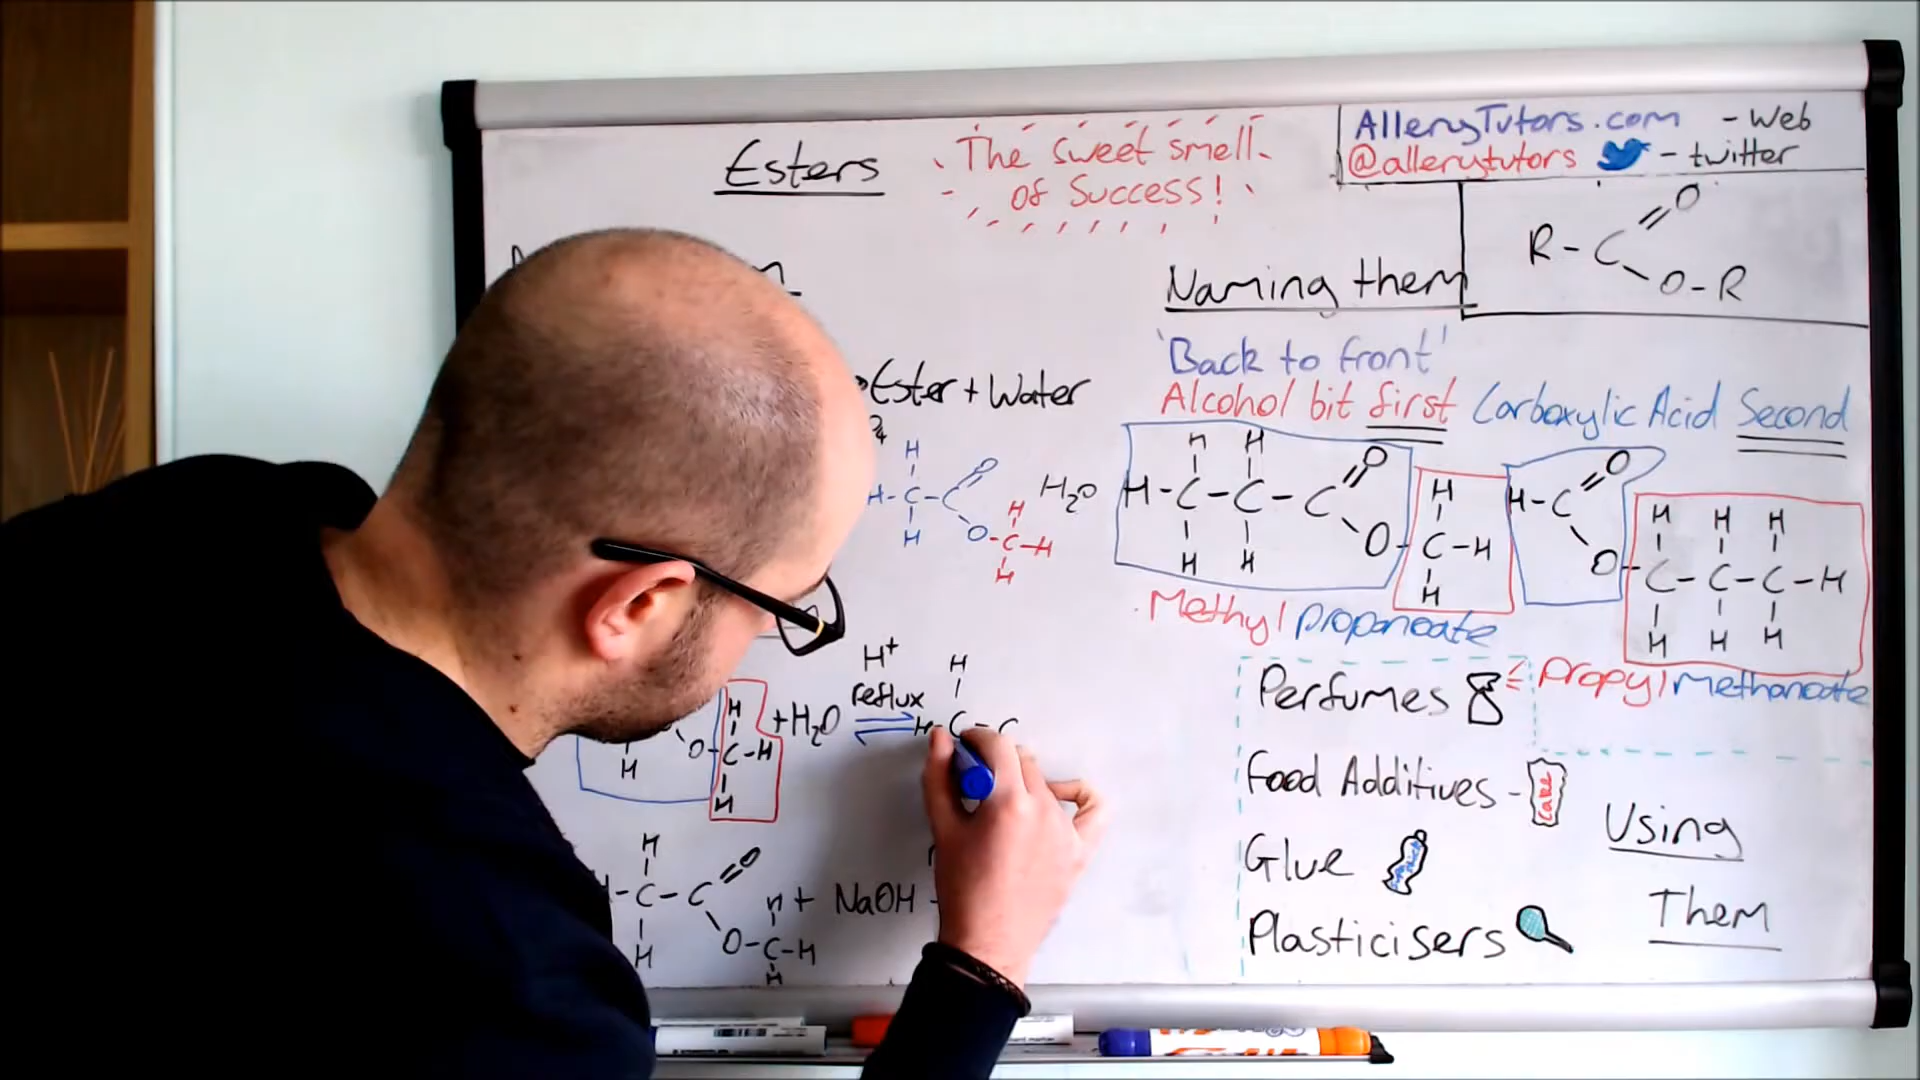 Esters
The sweet smell
of Success!
AlleryTutors.com - Web
@allerytutors - twitter
R-C
O
O-R
Naming them
'Back to front'
Alcohol bit first Carboxylic Acid Second
Ester + Water
H
H-C-C
O
H
O-C-H
H
H
H2O
H H
H-C-C-C
O
H H
O
H
C-H
H
H-C
O
O
H H H
C-C-C-H
H H H
Methyl propanoate
Propyl methanoate
H+
reflux
H
O
H
C-H
H
+H2O
H
H-C-C
H
H-C-C
O
H
O-C-H
H
+ NaOH
Perfumes
Food Additives -
Cake
Glue
Plasticisers
Using
Them